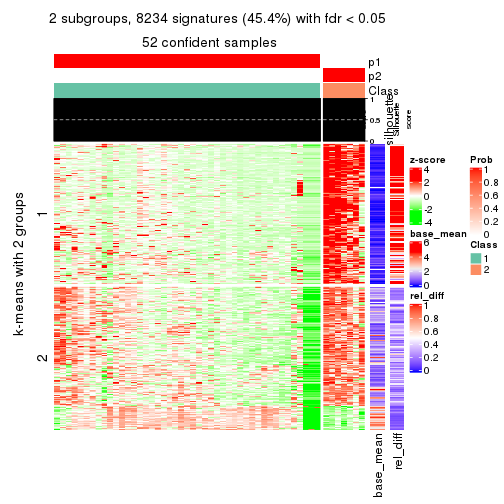 2 subgroups, 8234 signatures (45.4%) with fdr < 0.05
52 confident samples
p1
p2
Class
1
0.5
0
silhouette
Silhouette
score
k-means with 2 groups
1
2
base_mean
rel_diff
z-score
4
2
0
-2
-4
base_mean
6
4
2
0
rel_diff
1
0.8
0.6
0.4
0.2
0
Prob
1
0.8
0.6
0.4
0.2
0
Class
1
2